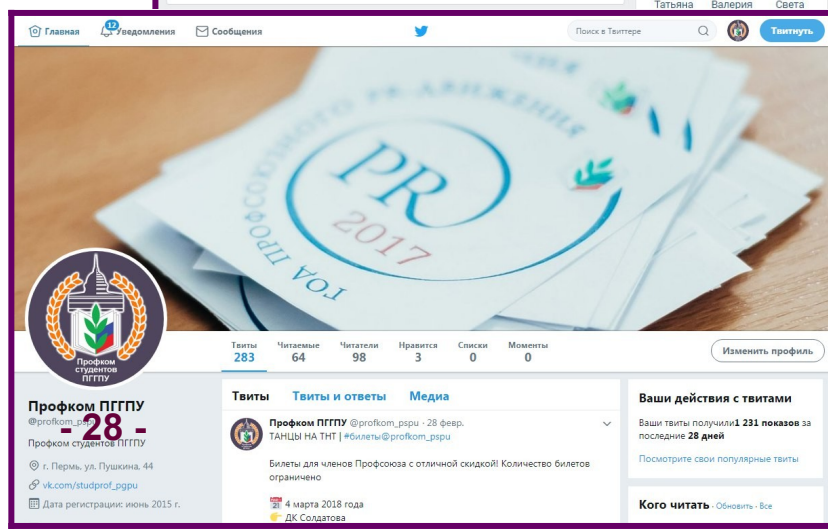 Татьяна Валерия Света
Главная 12 Уведомления Сообщения Поиск в Твиттере Твитнуть
ГОД ПРОФСОЮЗНОГО PR-ДВИЖЕНИЯ
PR
2017
Профком
студентов
ПГГПУ
Твиты Читаемые Читатели Нравится Списки Моменты
283 64 98 3 0 0
Изменить профиль
Профком ПГГПУ
@profkom_pspu
- 28 -
Профком студентов ПГГПУ
г. Пермь, ул. Пушкина, 44
vk.com/studprof_pgpu
Дата регистрации: июнь 2015 г.
Твиты Твиты и ответы Медиа
Профком ПГГПУ @profkom_pspu · 28 февр.
ТАНЦЫ НА ТНТ | #билеты@profkom_pspu
Билеты для членов Профсоюза с отличной скидкой! Количество билетов
ограничено
4 марта 2018 года
ДК Солдатова
Ваши действия с твитами
Ваши твиты получили1 231 показов за
последние 28 дней
Посмотрите свои популярные твиты
Кого читать · Обновить · Все